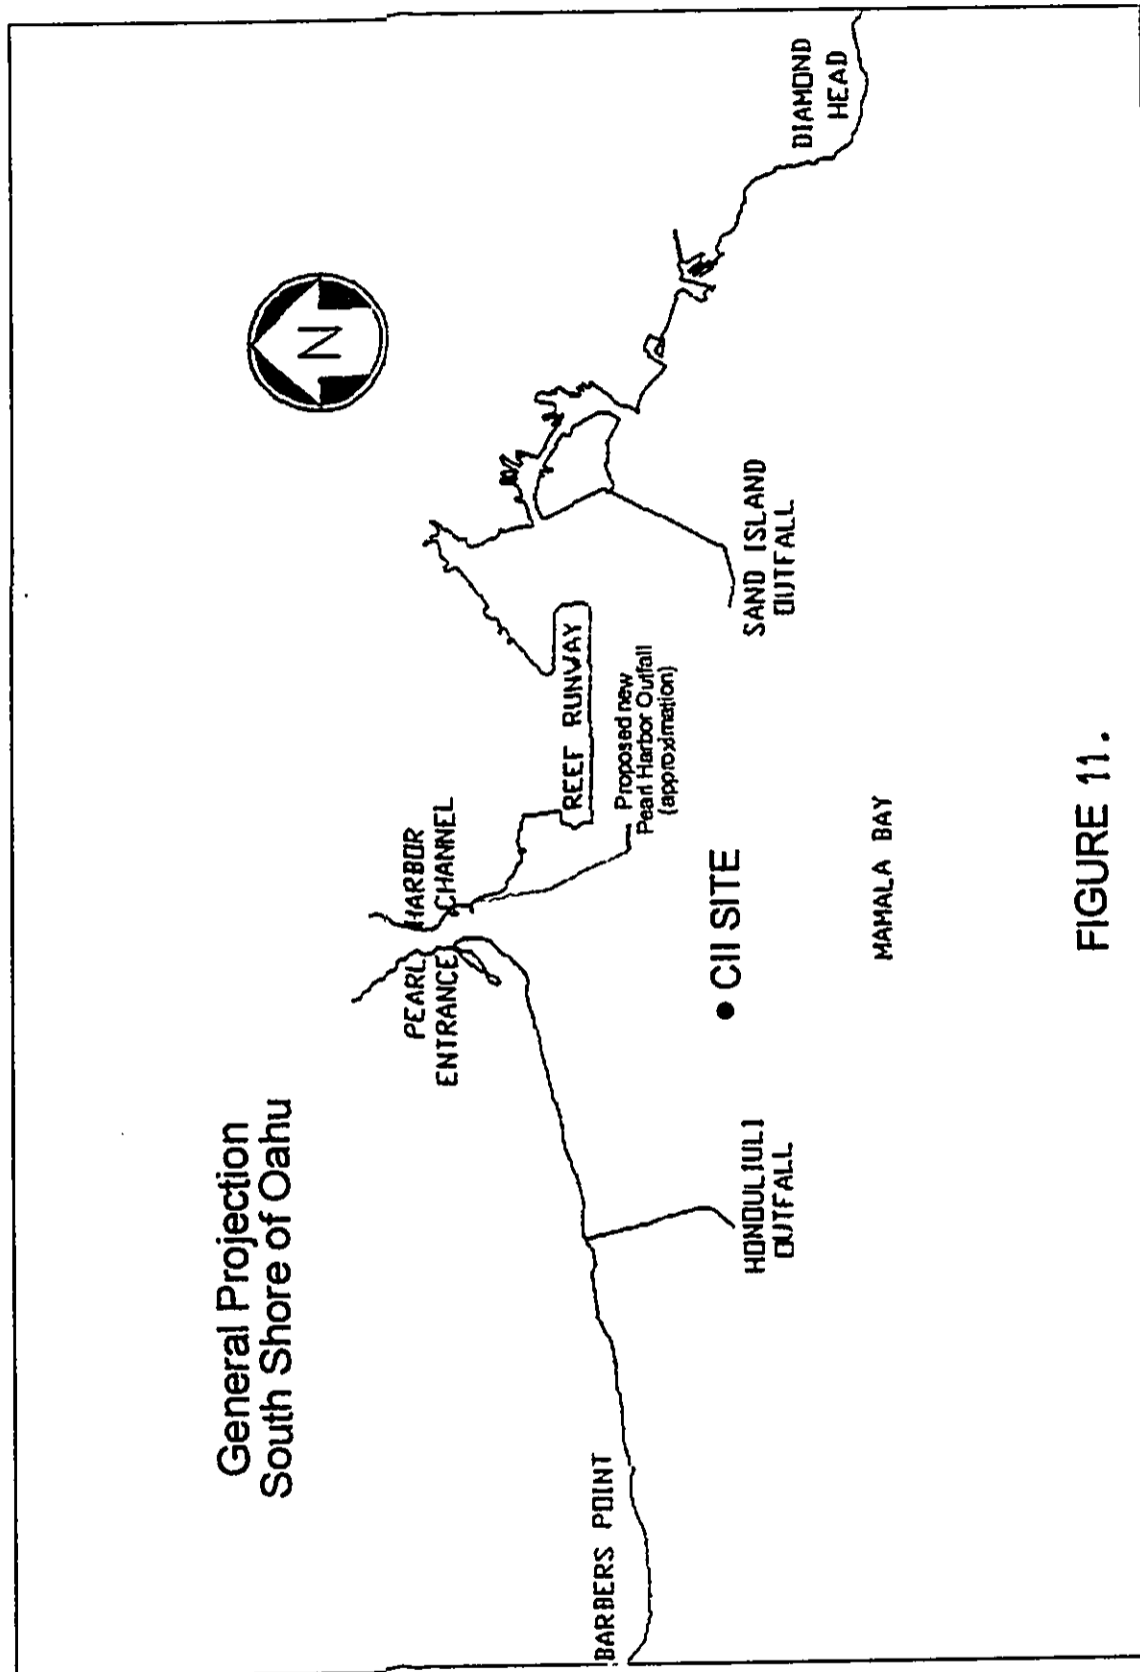 General Projection
South Shore of Oahu
N
PEARL HARBOR
ENTRANCE CHANNEL
BARBERS POINT
REEF RUNWAY
Proposed new
Pearl Harbor Outfall
(approximation)
DIAMOND
HEAD
HONOULIULI
OUTFALL
• CII SITE
SAND ISLAND
OUTFALL
MAMALA BAY
FIGURE 11.